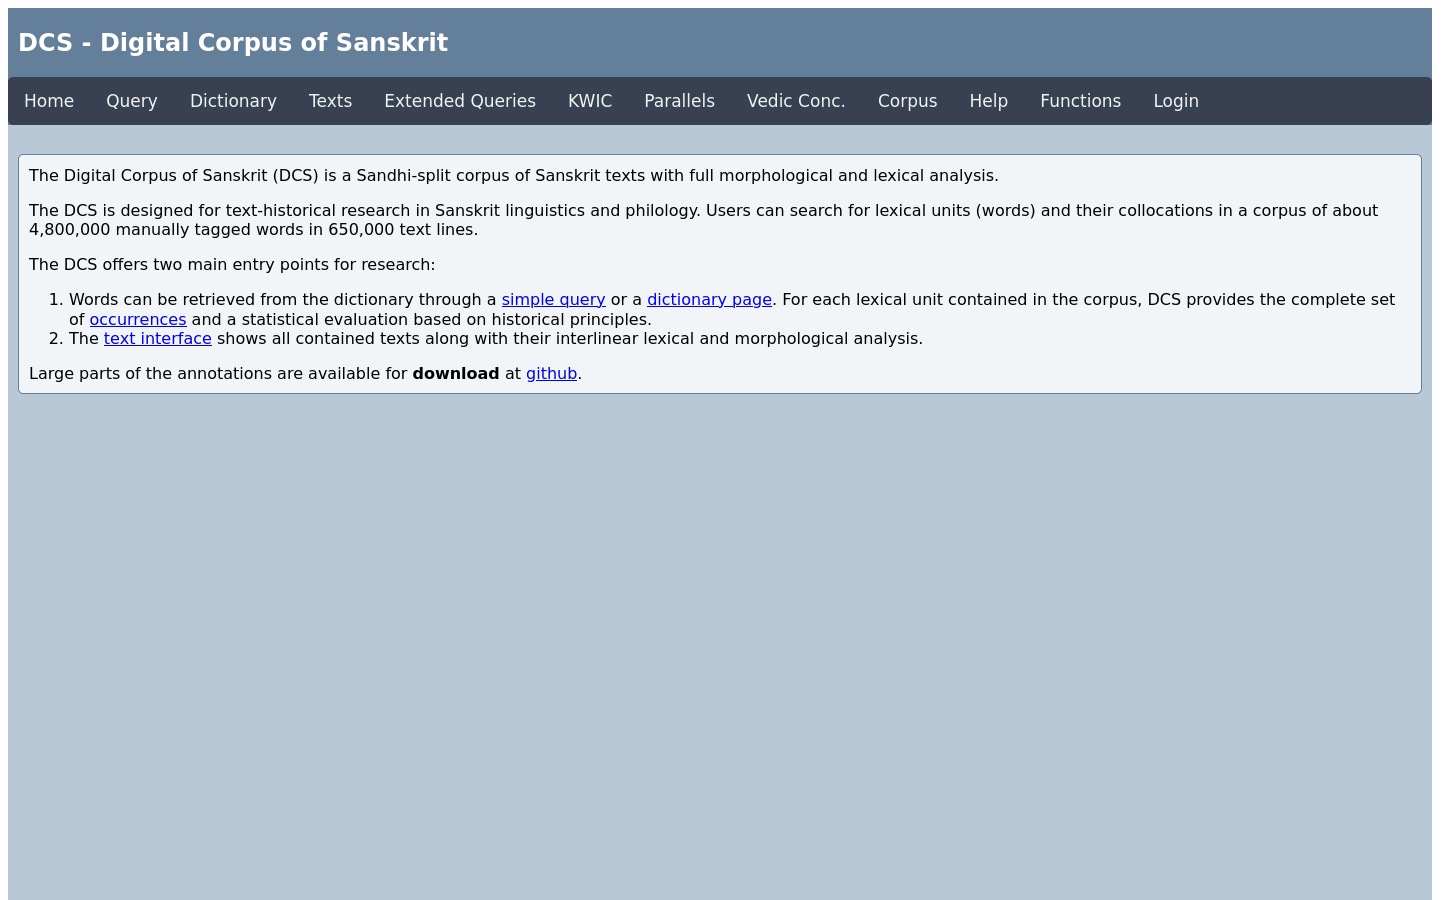 DCS - Digital Corpus of Sanskrit
Home Query Dictionary Texts Extended Queries KWIC Parallels Vedic Conc. Corpus Help Functions Login
The Digital Corpus of Sanskrit (DCS) is a Sandhi-split corpus of Sanskrit texts with full morphological and lexical analysis.
The DCS is designed for text-historical research in Sanskrit linguistics and philology. Users can search for lexical units (words) and their collocations in a corpus of about
4,800,000 manually tagged words in 650,000 text lines.
The DCS offers two main entry points for research:
1. Words can be retrieved from the dictionary through a simple query or a dictionary page. For each lexical unit contained in the corpus, DCS provides the complete set
of occurrences and a statistical evaluation based on historical principles.
2. The text interface shows all contained texts along with their interlinear lexical and morphological analysis.
Large parts of the annotations are available for download at github.